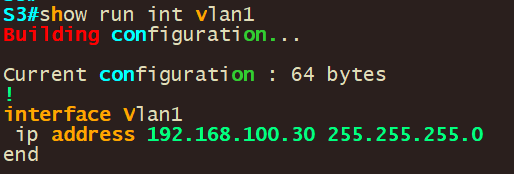 S3#show run int vlan1
Building configuration...

Current configuration : 64 bytes
!
interface Vlan1
 ip address 192.168.100.30 255.255.255.0
end